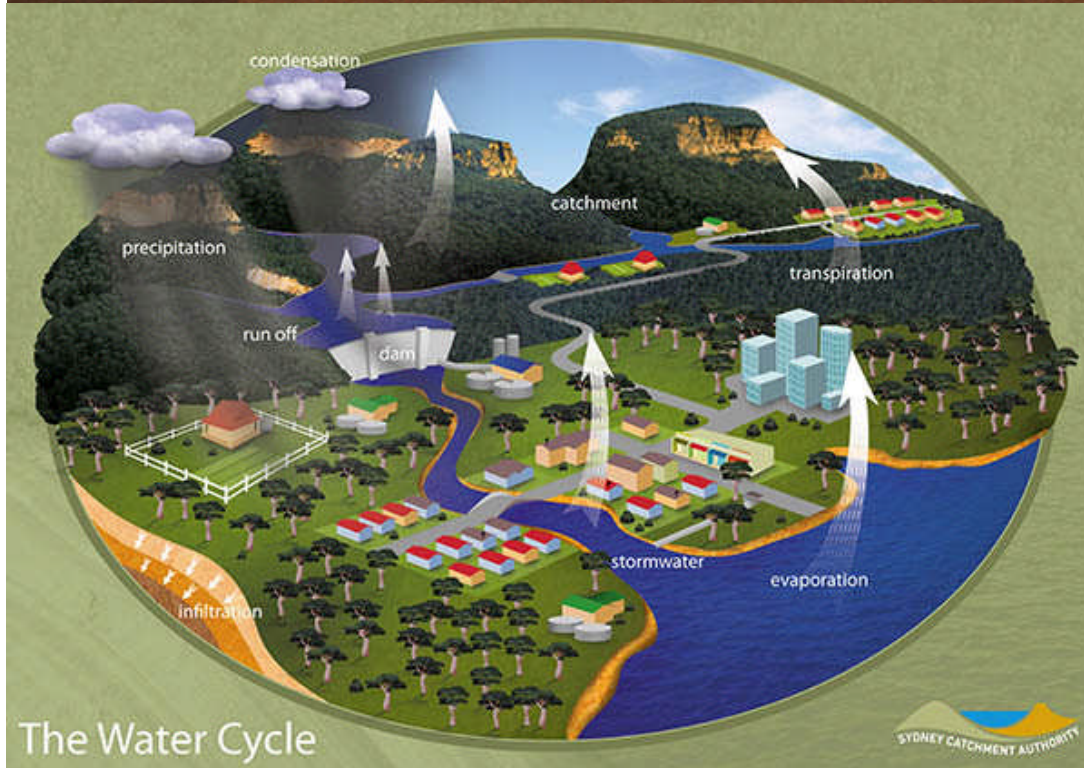 condensation
precipitation
catchment
transpiration
run off
dam
stormwater
evaporation
infiltration
The Water Cycle
SYDNEY CATCHMENT AUTHORITY